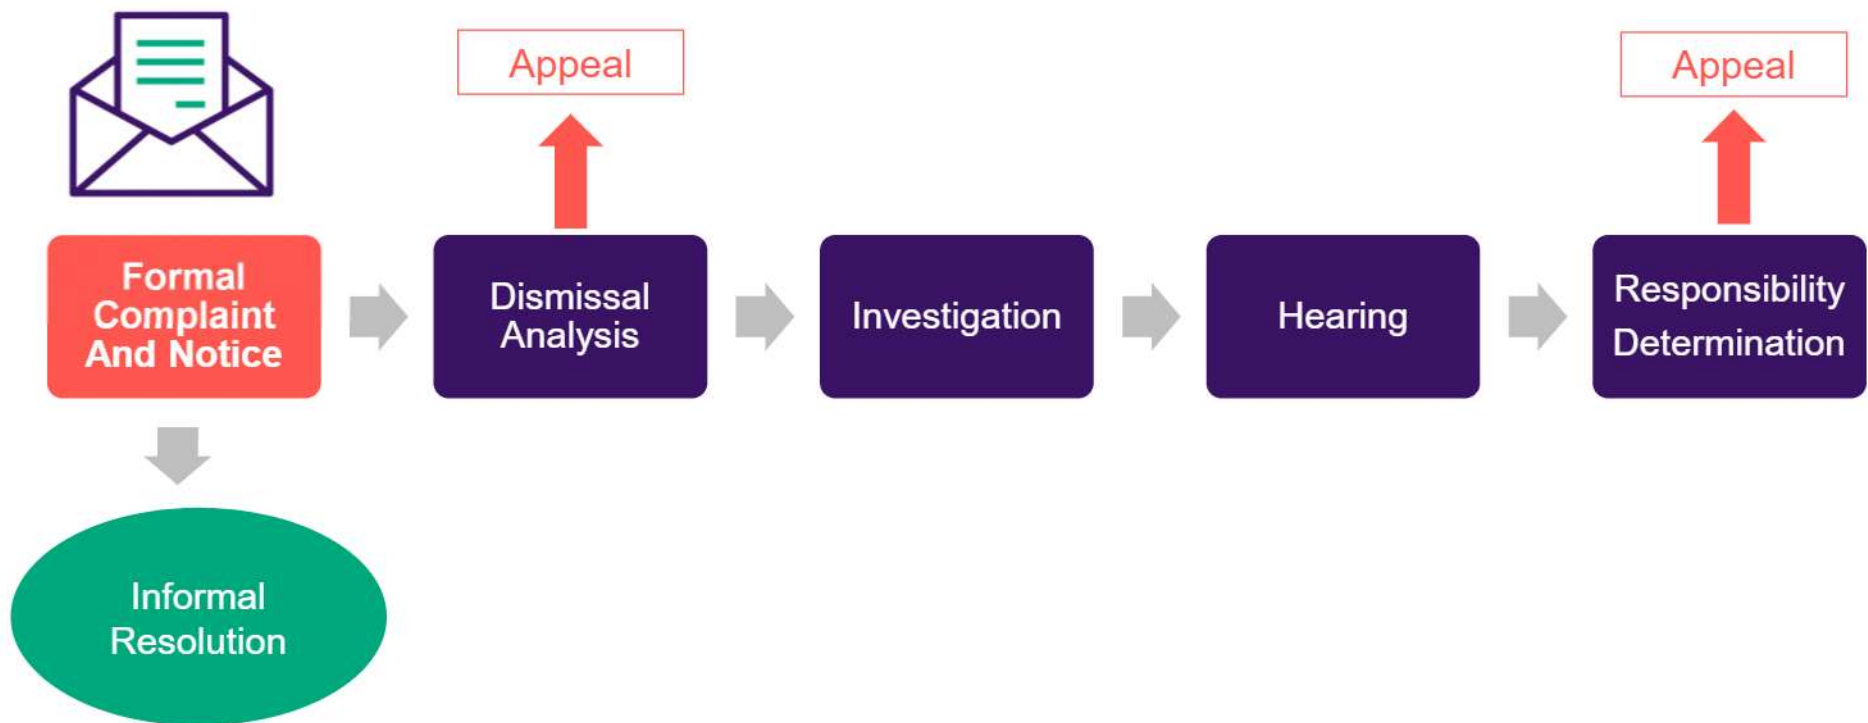 Appeal
Appeal
Formal
Complaint
And Notice
Dismissal
Analysis
Investigation
Hearing
Responsibility
Determination
Informal
Resolution